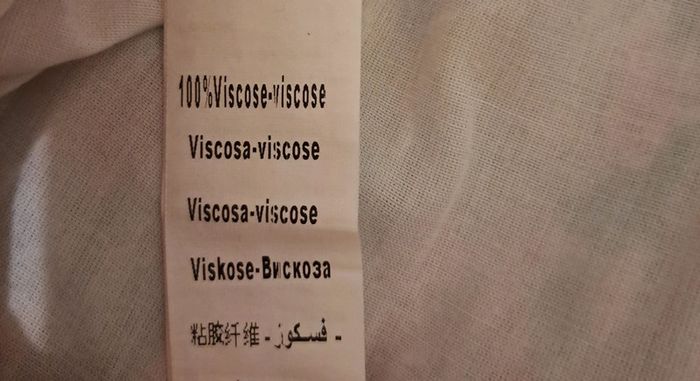 100%Viscose-viscose
Viscosa-viscose
Viscosa-viscose
Viskose-Вискоза
粘胶纤维 - فسكوز -